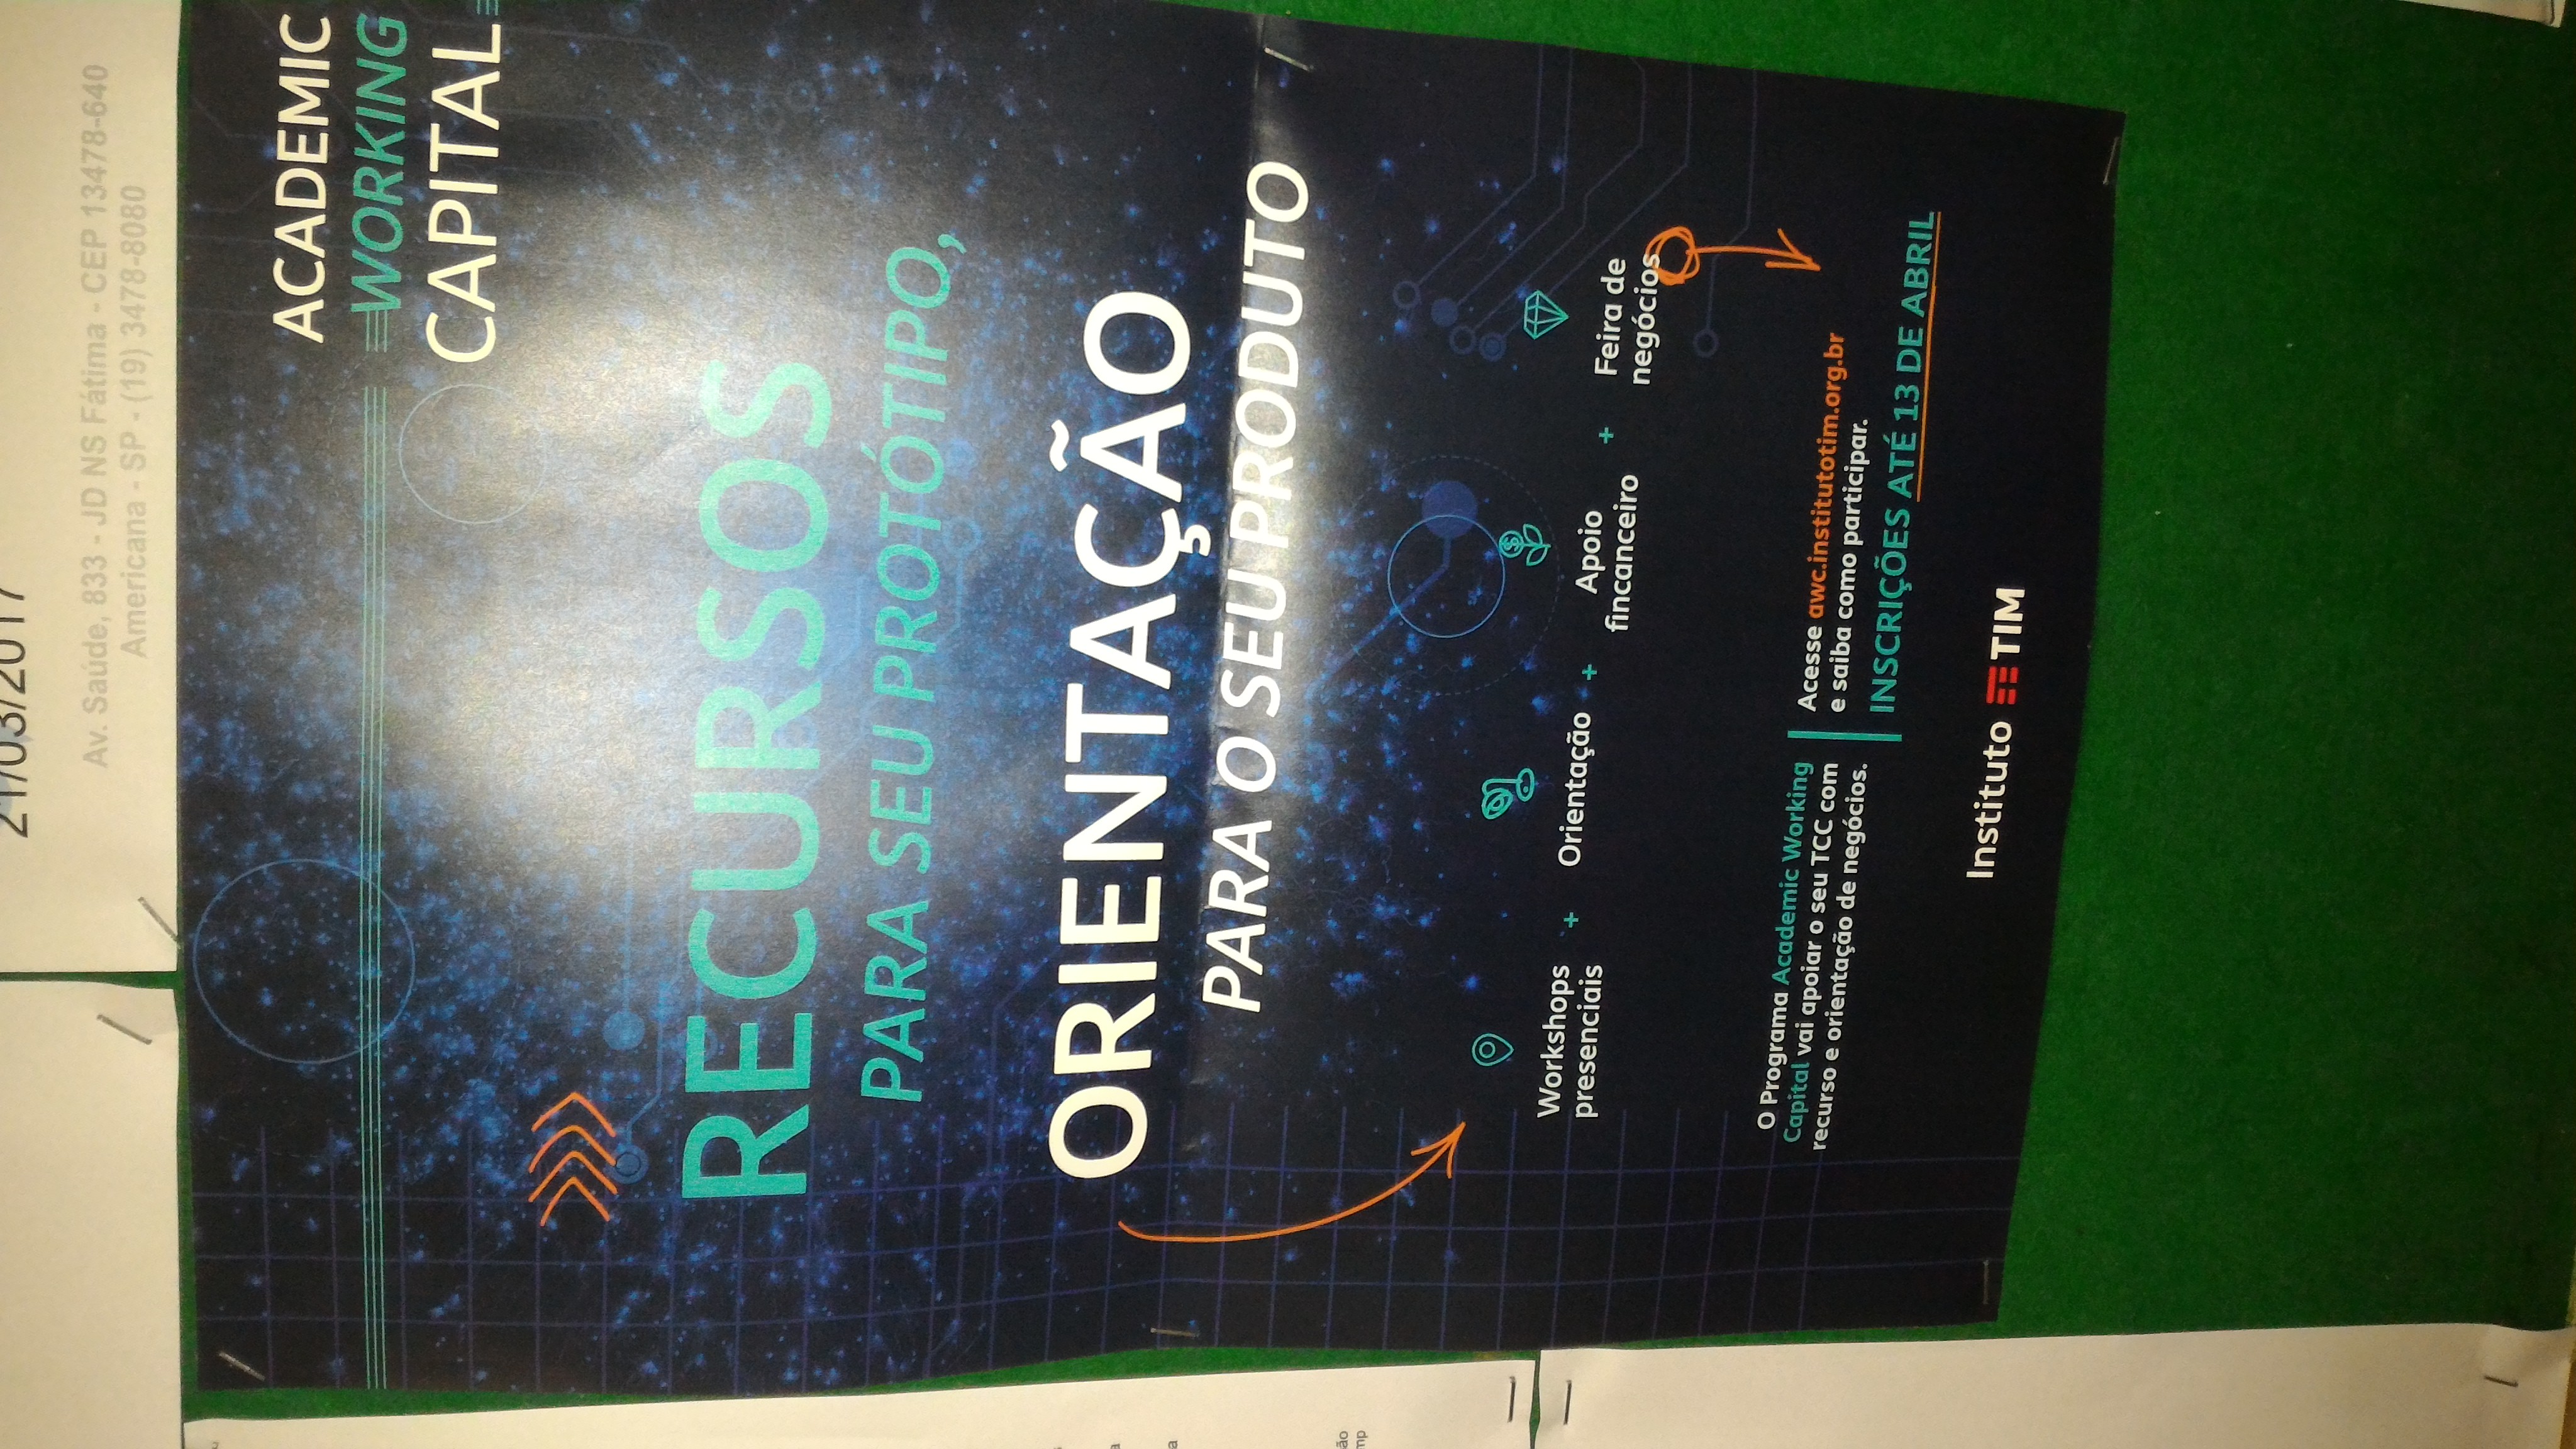 21/03/2017
Av. Saúde, 833 - JD NS Fátima - CEP 13478-640
Americana - SP - (19) 3478-8080
ACADEMIC
WORKING
CAPITAL
RECURSOS
PARA SEU PROTÓTIPO,
ORIENTAÇÃO
PARA O SEU PRODUTO
Workshops
presenciais
+
Orientação
+
Apoio
fincanceiro
+
Feira de
negócios
O Programa Academic Working
Capital vai apoiar o seu TCC com
recurso e orientação de negócios.
Acesse awc.institutotim.org.br
e saiba como participar.
INSCRIÇÕES ATÉ 13 DE ABRIL
Instituto TIM